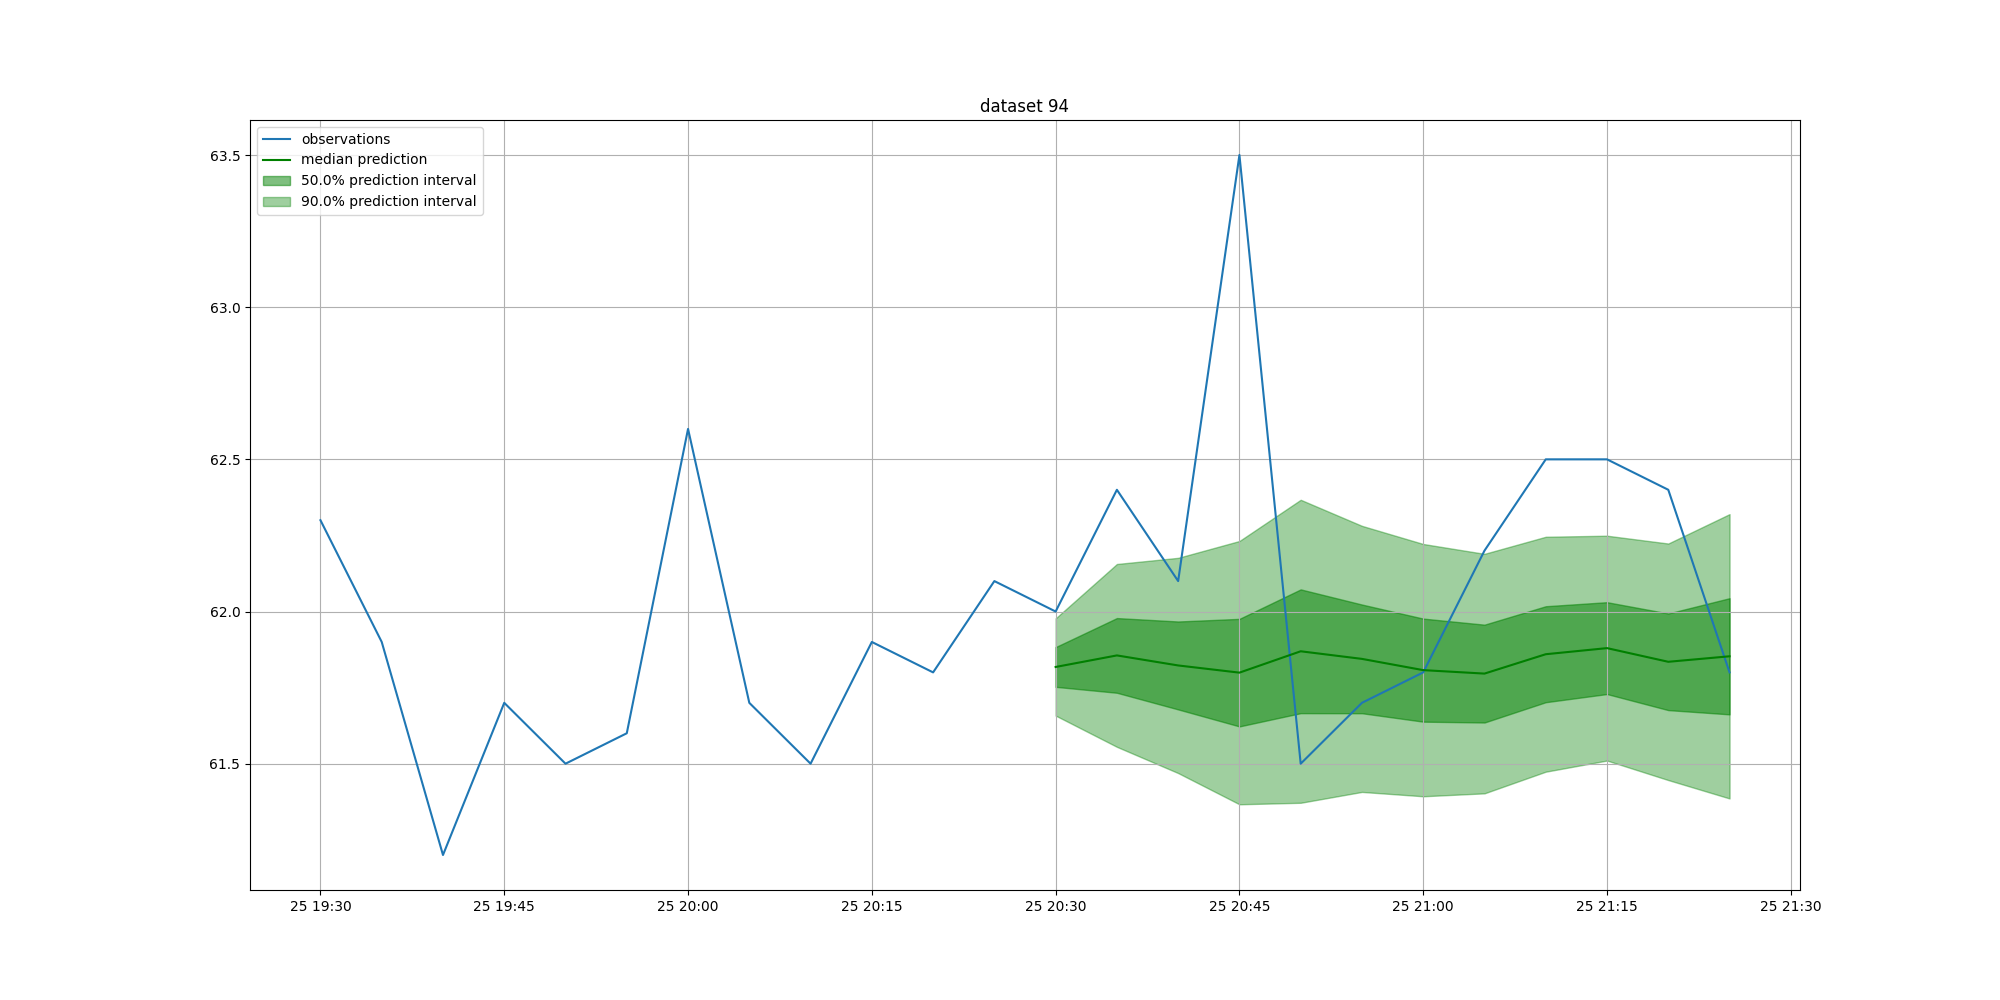 dataset 94
observations
median prediction
50.0% prediction interval
90.0% prediction interval
63.5
63.0
62.5
62.0
61.5
25 19:30 25 19:45 25 20:00 25 20:15 25 20:30 25 20:45 25 21:00 25 21:15 25 21:30